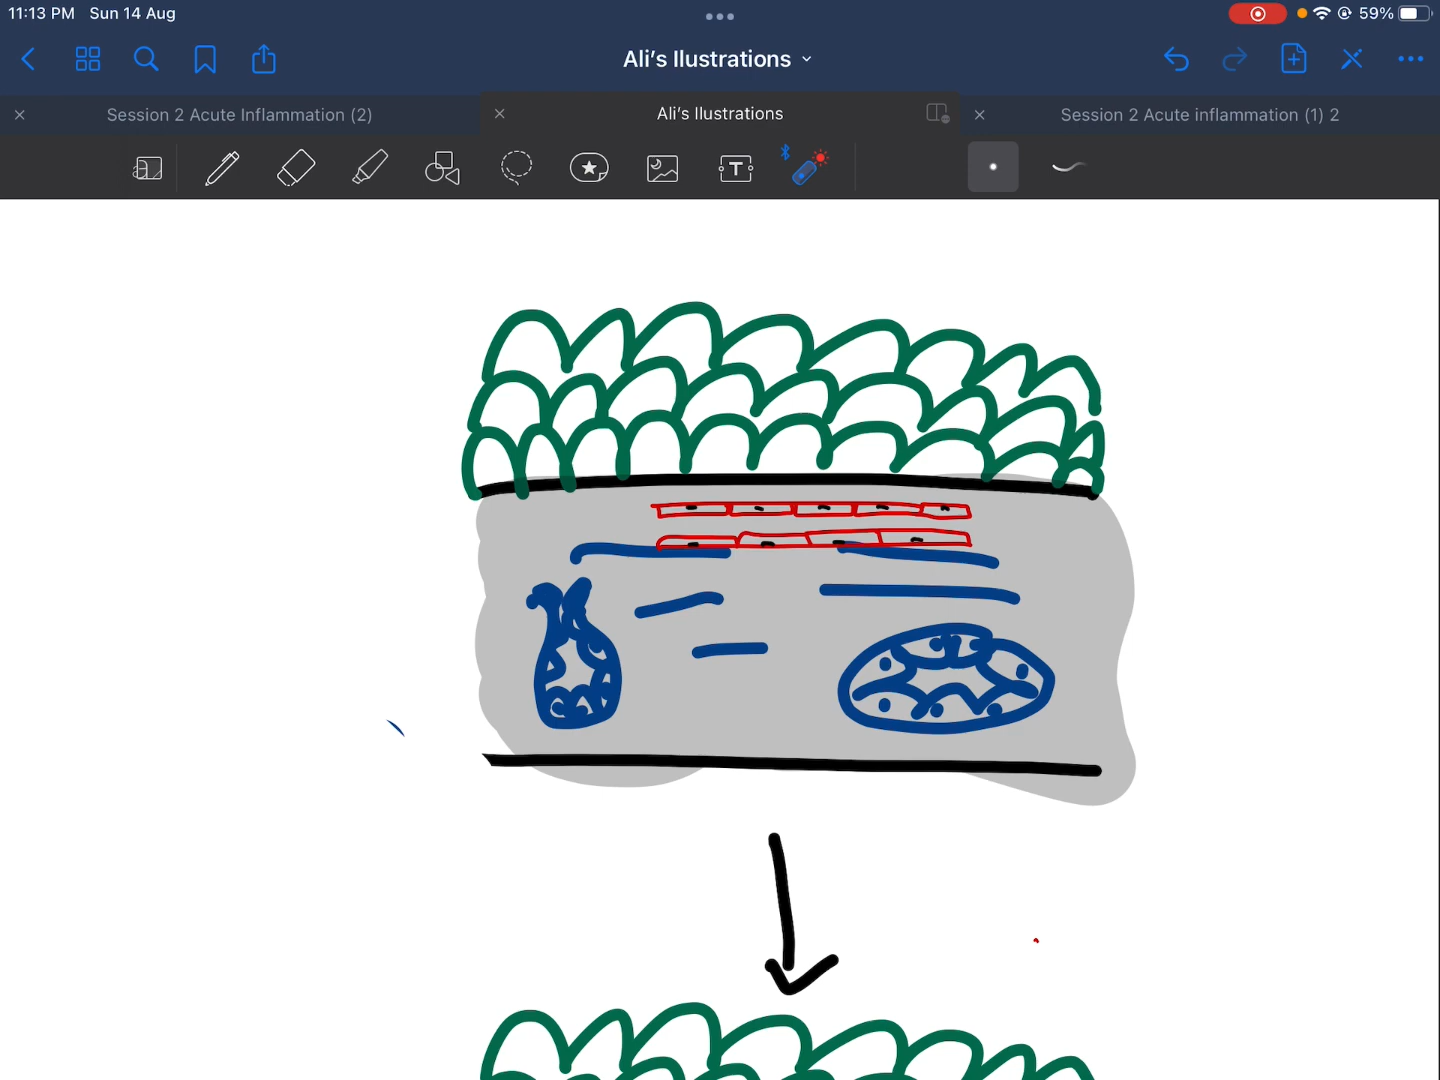 11:13 PM Sun 14 Aug
59%
Ali's Ilustrations
Session 2 Acute Inflammation (2)
Ali's Ilustrations
Session 2 Acute inflammation (1) 2
a
T